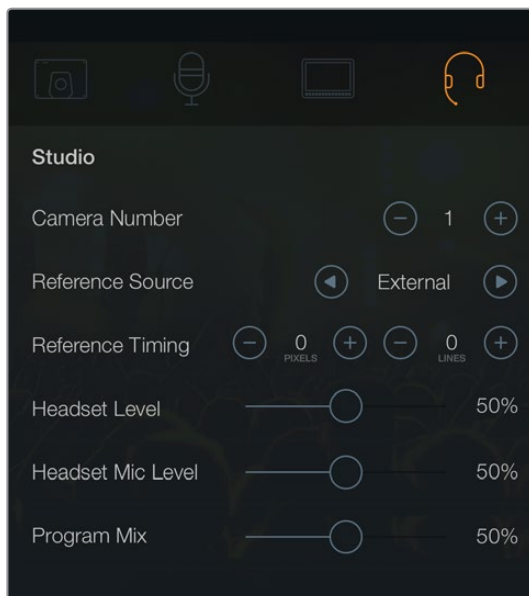 Studio
Camera Number − 1 +
Reference Source External
Reference Timing − 0 PIXELS + − 0 LINES +
Headset Level 50%
Headset Mic Level 50%
Program Mix 50%